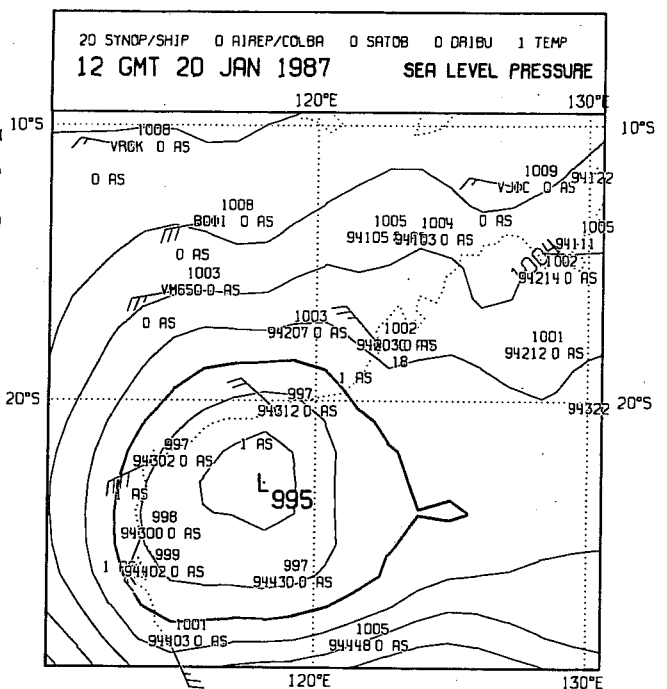 20 SYNOP/SHIP 0 AIREP/COLBA 0 SATOB 0 DRIBU 1 TEMP
12 GMT 20 JAN 1987 SEA LEVEL PRESSURE
120°E 130°E
10°S 10°S
1008
VRGK 0 AS
0 AS
1009
0 AS 94122
0 AS
1008
0 AS
0 AS
1005 1004 1005
94105 94103 0 AS 94111
1004
1002
94214 0 AS
1003
VM650 0 AS
0 AS
1003
94207 0 AS
1002
94203 0 AS
18
1001
94212 0 AS
1 AS
20°S 20°S
997
94312 0 AS
94322
997
94302 0 AS
1 AS
1 AS
L 995
998
94300 0 AS
999
94402 0 AS
1
997
94430 0 AS
1001
94403 0 AS
1005
94448 0 AS
120°E 130°E